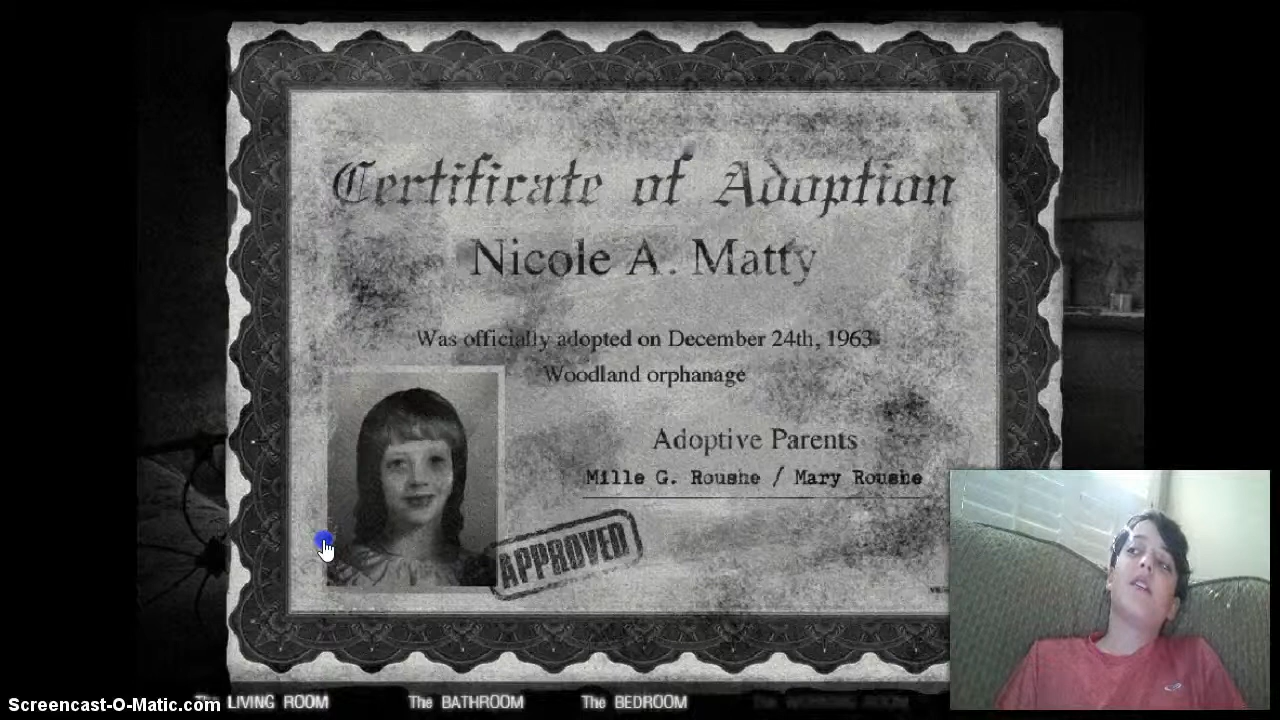 Certificate of Adoption
Nicole A. Matty
Was officially adopted on December 24th, 1963
Woodland orphanage
Adoptive Parents
Mille G. Roushe / Mary Roushe
APPROVED
The LIVING ROOM
The BATHROOM
The BEDROOM
Screencast-O-Matic.com